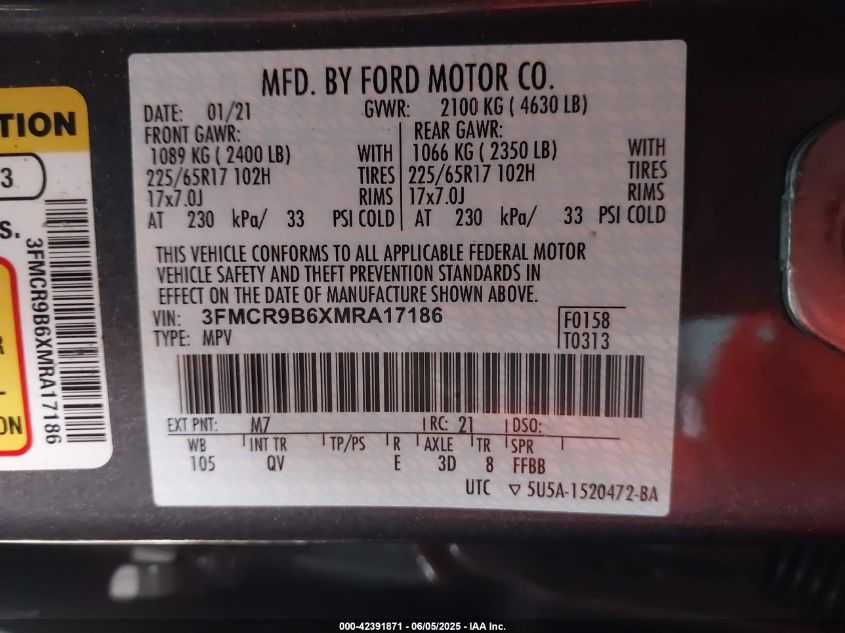 MFD. BY FORD MOTOR CO.
DATE: 01/21 GVWR: 2100 KG ( 4630 LB)
FRONT GAWR: REAR GAWR:
1089 KG ( 2400 LB) WITH 1066 KG ( 2350 LB) WITH
225/65R17 102H TIRES 225/65R17 102H TIRES
17x7.0J RIMS 17x7.0J RIMS
AT 230 kPa/ 33 PSI COLD AT 230 kPa/ 33 PSI COLD
THIS VEHICLE CONFORMS TO ALL APPLICABLE FEDERAL MOTOR
VEHICLE SAFETY AND THEFT PREVENTION STANDARDS IN
EFFECT ON THE DATE OF MANUFACTURE SHOWN ABOVE.
VIN: 3FMCR9B6XMRA17186 F0158
TYPE: MPV T0313
EXT PNT: M7 RC: 21 DSO:
WB INT TR TP/PS R AXLE TR SPR
105 QV E 3D 8 FFBB
UTC ▽ 5U5A-1520472-BA
TION
3
S.
3FMCR9B6XMRA17186
R
L
ON
000-42391871 - 06/05/2025 - IAA Inc.